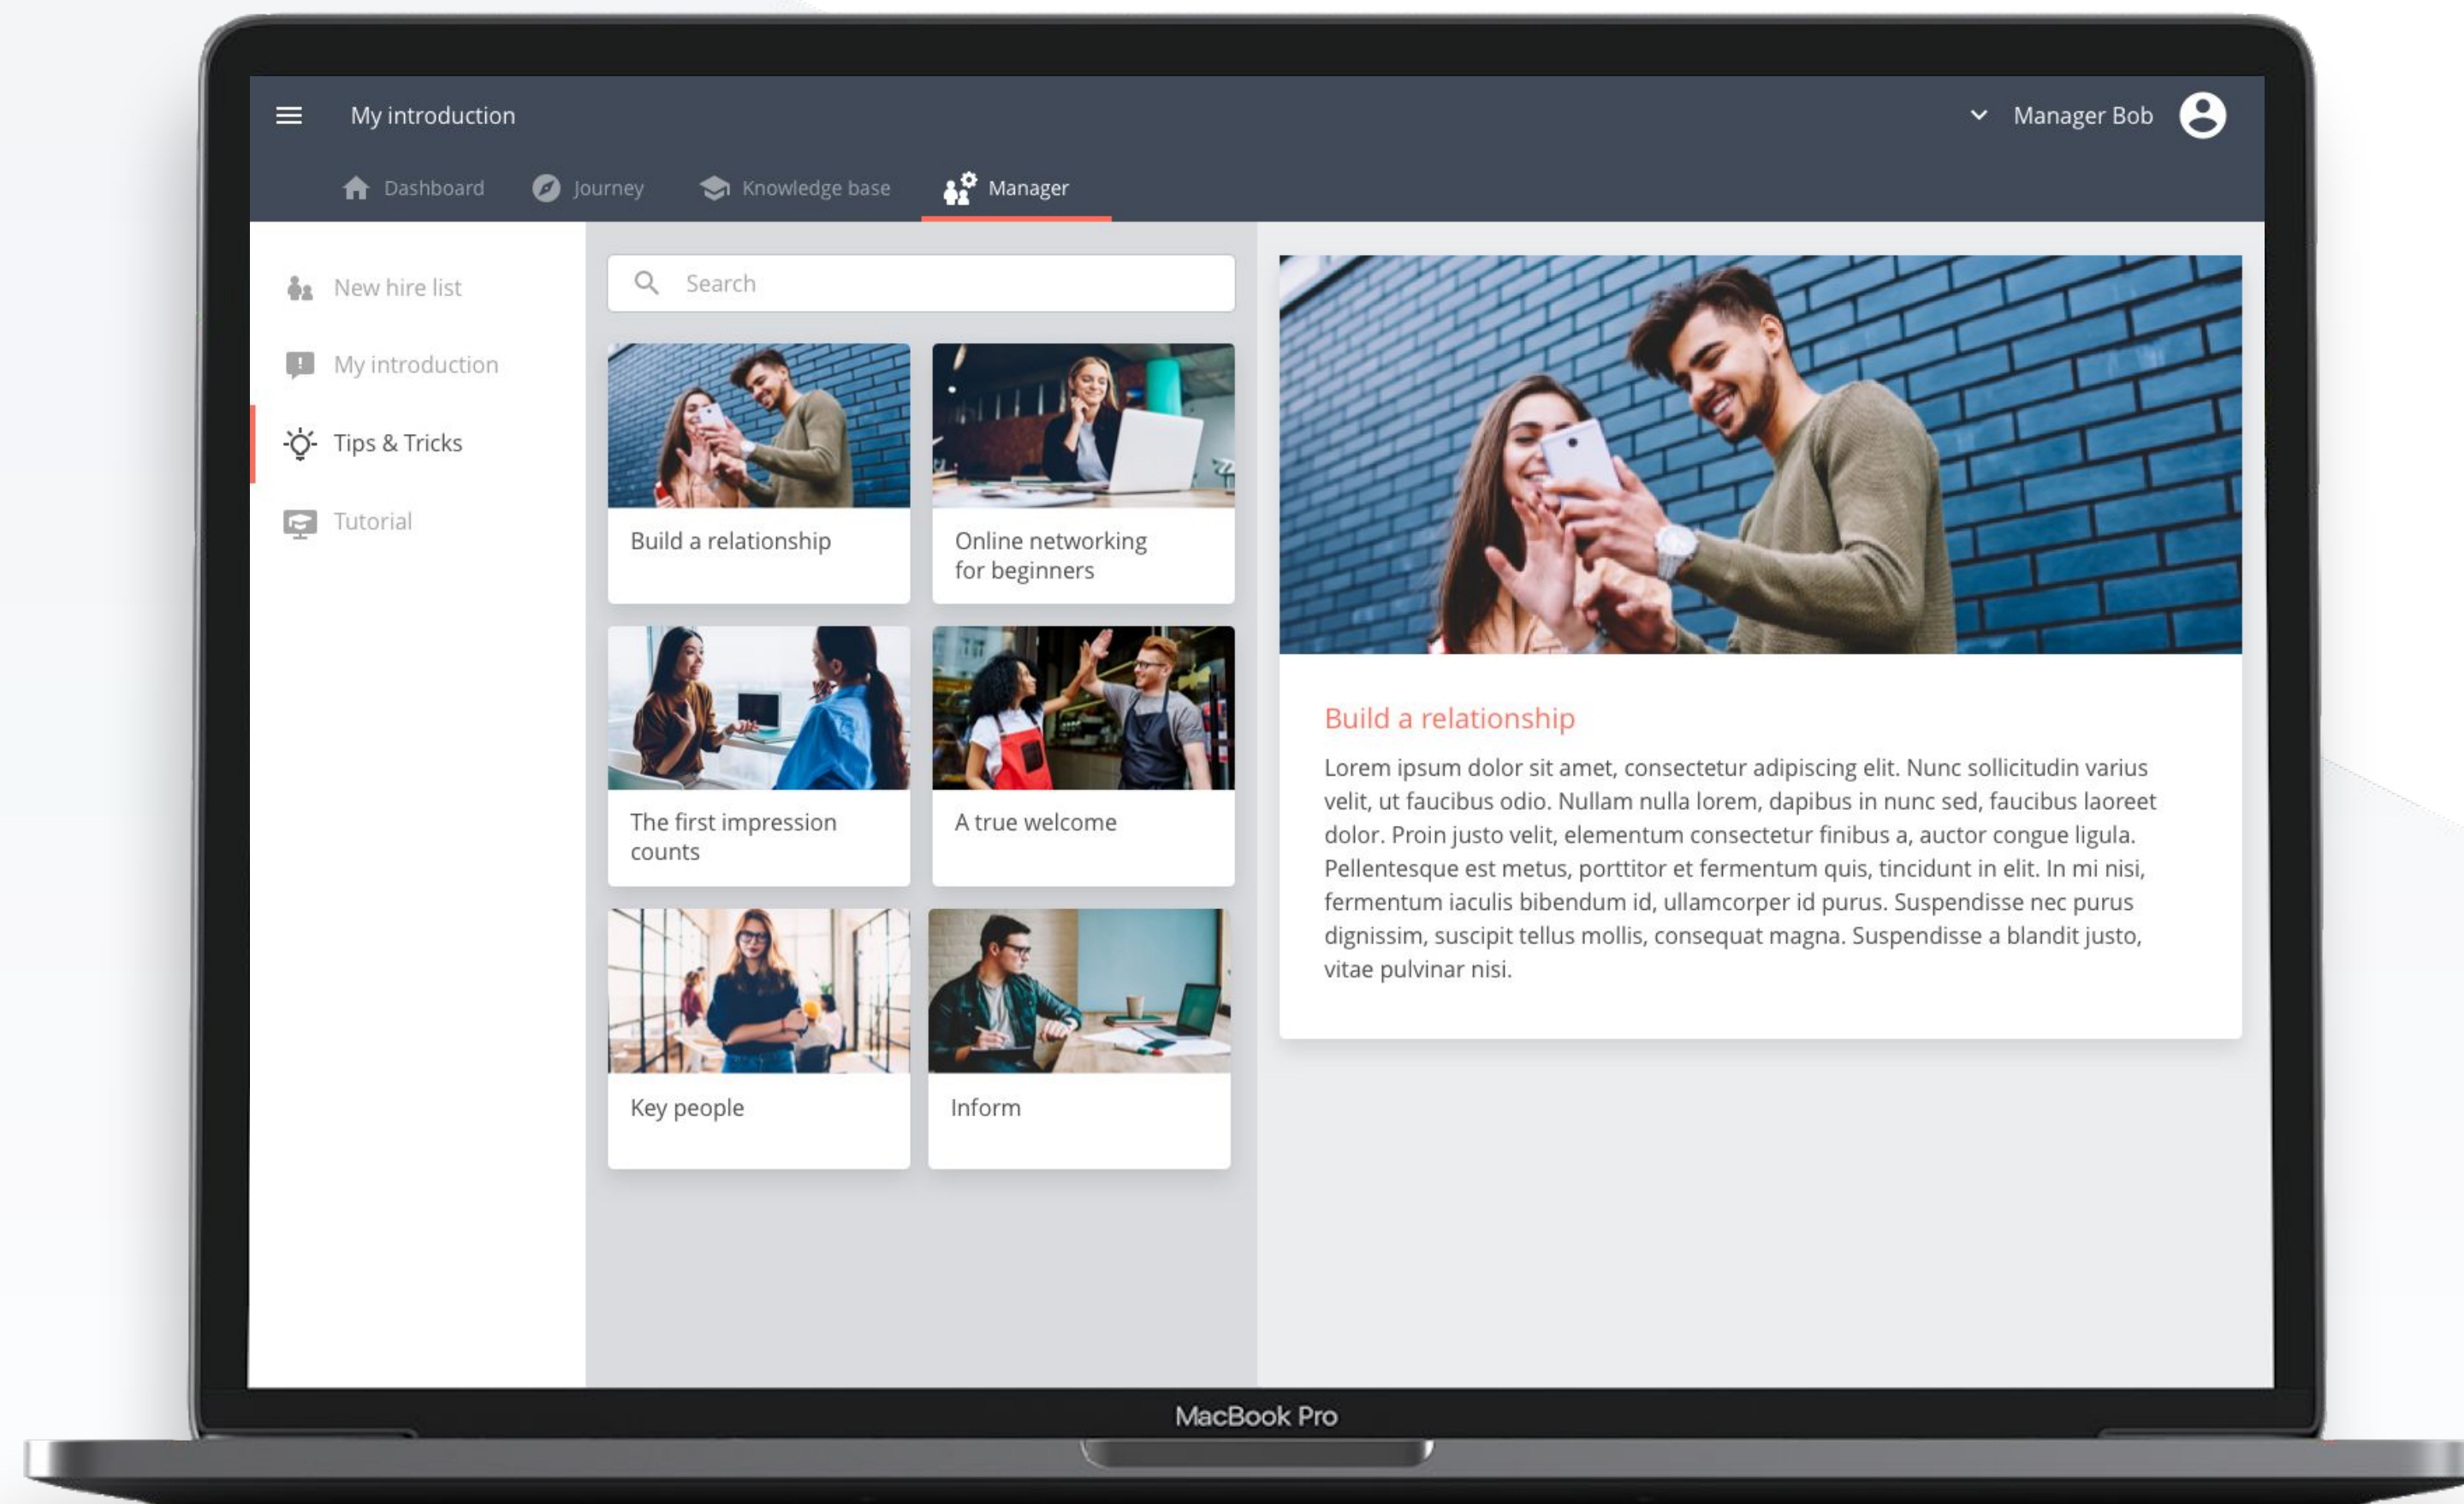 My introduction
Manager Bob
Dashboard
Journey
Knowledge base
Manager
New hire list
My introduction
Tips & Tricks
Tutorial
Search
Build a relationship
Online networking
for beginners
The first impression
counts
A true welcome
Key people
Inform
Build a relationship
Lorem ipsum dolor sit amet, consectetur adipiscing elit. Nunc sollicitudin varius
velit, ut faucibus odio. Nullam nulla lorem, dapibus in nunc sed, faucibus laoreet
dolor. Proin justo velit, elementum consectetur finibus a, auctor congue ligula.
Pellentesque est metus, porttitor et fermentum quis, tincidunt in elit. In mi nisi,
fermentum iaculis bibendum id, ullamcorper id purus. Suspendisse nec purus
dignissim, suscipit tellus mollis, consequat magna. Suspendisse a blandit justo,
vitae pulvinar nisi.
MacBook Pro